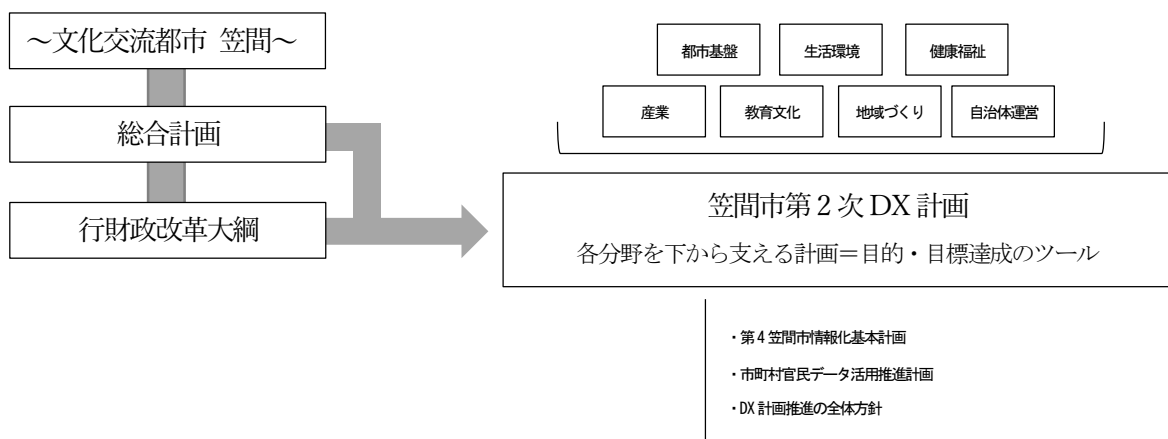 ～文化交流都市 笠間～
総合計画
行財政改革大綱
都市基盤
生活環境
健康福祉
産業
教育文化
地域づくり
自治体運営
笠間市第2次DX計画
各分野を下から支える計画＝目的・目標達成のツール
・第4笠間市情報化基本計画
・市町村官民データ活用推進計画
・DX計画推進の全体方針